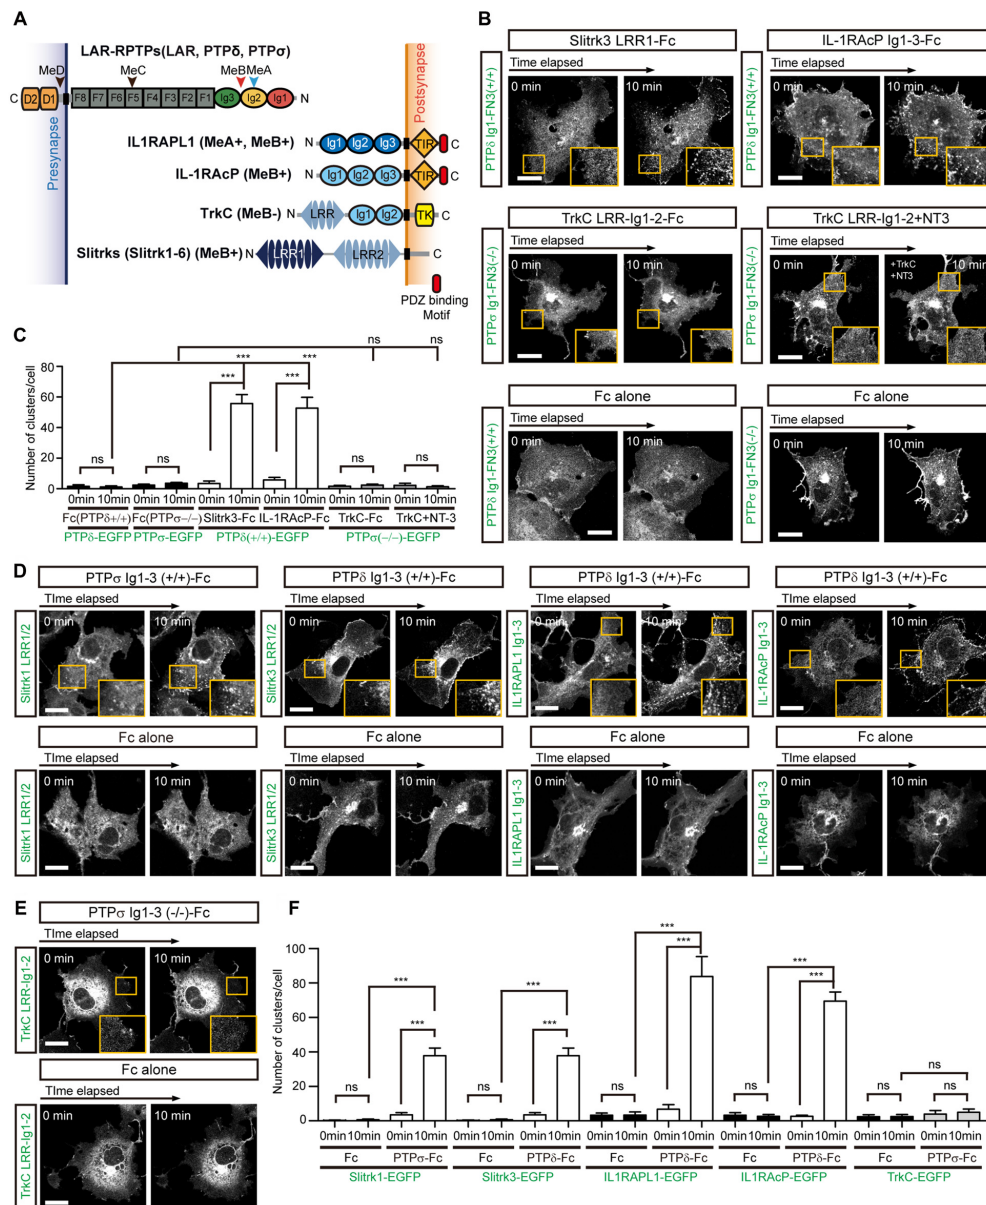 A
LAR-RPTPs(LAR, PTPδ, PTPσ)
MeD
MeC
MeB
MeA
C
D2
D1
F8
F7
F6
F5
F4
F3
F2
F1
Ig3
Ig2
Ig1
N
Presynapse
Postsynapse
IL1RAPL1 (MeA+, MeB+)
N
Ig1
Ig2
Ig3
TIR
C
IL-1RAcP (MeB+)
N
Ig1
Ig2
Ig3
TIR
C
TrkC (MeB-)
N
LRR
Ig1
Ig2
TK
C
Slitrks (Slitrk1-6) (MeB+)
N
LRR1
LRR2
C
PDZ binding
Motif
B
Slitrk3 LRR1-Fc
Time elapsed
PTPδ Ig1-FN3(+/+)
0 min
10 min
IL-1RAcP Ig1-3-Fc
Time elapsed
PTPδ Ig1-FN3(+/+)
0 min
10 min
TrkC LRR-Ig1-2-Fc
Time elapsed
PTPσ Ig1-FN3(-/-)
0 min
10 min
TrkC LRR-Ig1-2+NT3
Time elapsed
PTPσ Ig1-FN3(-/-)
0 min
+TrkC
+NT3
10 min
Fc alone
Time elapsed
PTPδ Ig1-FN3(+/+)
0 min
10 min
Fc alone
Time elapsed
PTPσ Ig1-FN3(-/-)
0 min
10 min
C
Number of clusters/cell
80
60
40
20
0
ns
ns
ns
ns
*** ***
*** ***
ns
ns
0min 10min 0min 10min 0min 10min 0min 10min 0min 10min 0min 10min
Fc(PTPδ+/+) Fc(PTPσ−/−) Slitrk3-Fc IL-1RAcP-Fc TrkC-Fc TrkC+NT-3
PTPδ-EGFP PTPσ-EGFP PTPδ(+/+)-EGFP PTPσ(−/−)-EGFP
D
PTPσ Ig1-3 (+/+)-Fc
TIme elapsed
Slitrk1 LRR1/2
0 min
10 min
PTPδ Ig1-3 (+/+)-Fc
TIme elapsed
Slitrk3 LRR1/2
0 min
10 min
PTPδ Ig1-3 (+/+)-Fc
TIme elapsed
IL1RAPL1 Ig1-3
0 min
10 min
PTPδ Ig1-3 (+/+)-Fc
TIme elapsed
IL-1RAcP Ig1-3
0 min
10 min
Fc alone
TIme elapsed
Slitrk1 LRR1/2
0 min
10 min
Fc alone
TIme elapsed
Slitrk3 LRR1/2
0 min
10 min
Fc alone
TIme elapsed
IL1RAPL1 Ig1-3
0 min
10 min
Fc alone
TIme elapsed
IL-1RAcP Ig1-3
0 min
10 min
E
PTPσ Ig1-3 (-/-)-Fc
TIme elapsed
TrkC LRR-Ig1-2
0 min
10 min
Fc alone
TIme elapsed
TrkC LRR-Ig1-2
0 min
10 min
F
Number of clusters/cell
100
80
60
40
20
0
ns
***
***
ns
***
***
ns
***
***
ns
***
***
ns
ns
ns
0min 10min 0min 10min 0min 10min 0min 10min 0min 10min 0min 10min 0min 10min 0min 10min 0min 10min 0min 10min
Fc PTPσ-Fc Fc PTPδ-Fc Fc PTPδ-Fc Fc PTPδ-Fc Fc PTPσ-Fc
Slitrk1-EGFP Slitrk3-EGFP IL1RAPL1-EGFP IL1RAcP-EGFP TrkC-EGFP